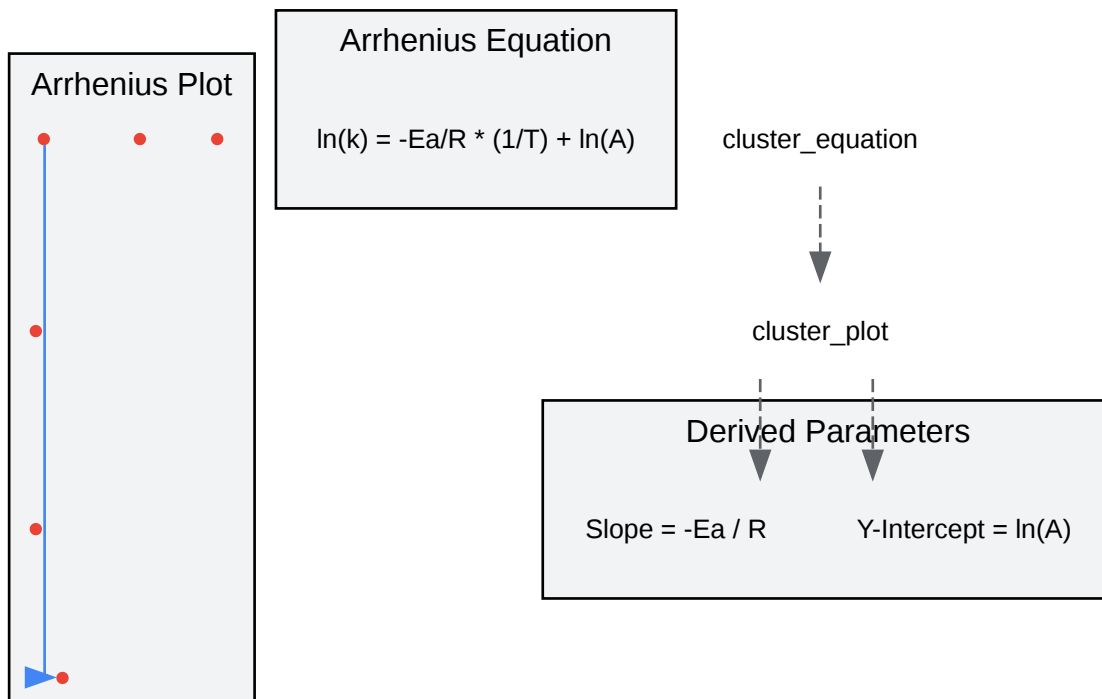 Arrhenius Plot
Arrhenius Equation
ln(k) = -Ea/R * (1/T) + ln(A)
cluster_equation
cluster_plot
Derived Parameters
Slope = -Ea / R
Y-Intercept = ln(A)